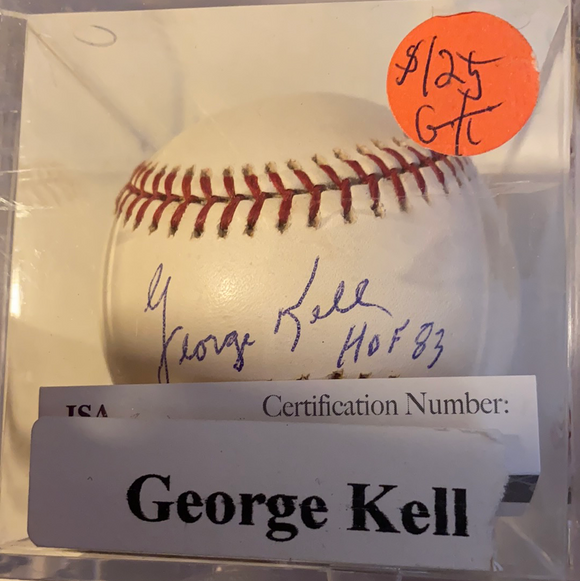 $125
George Kell
HOF 83
JSA Certification Number:
George Kell